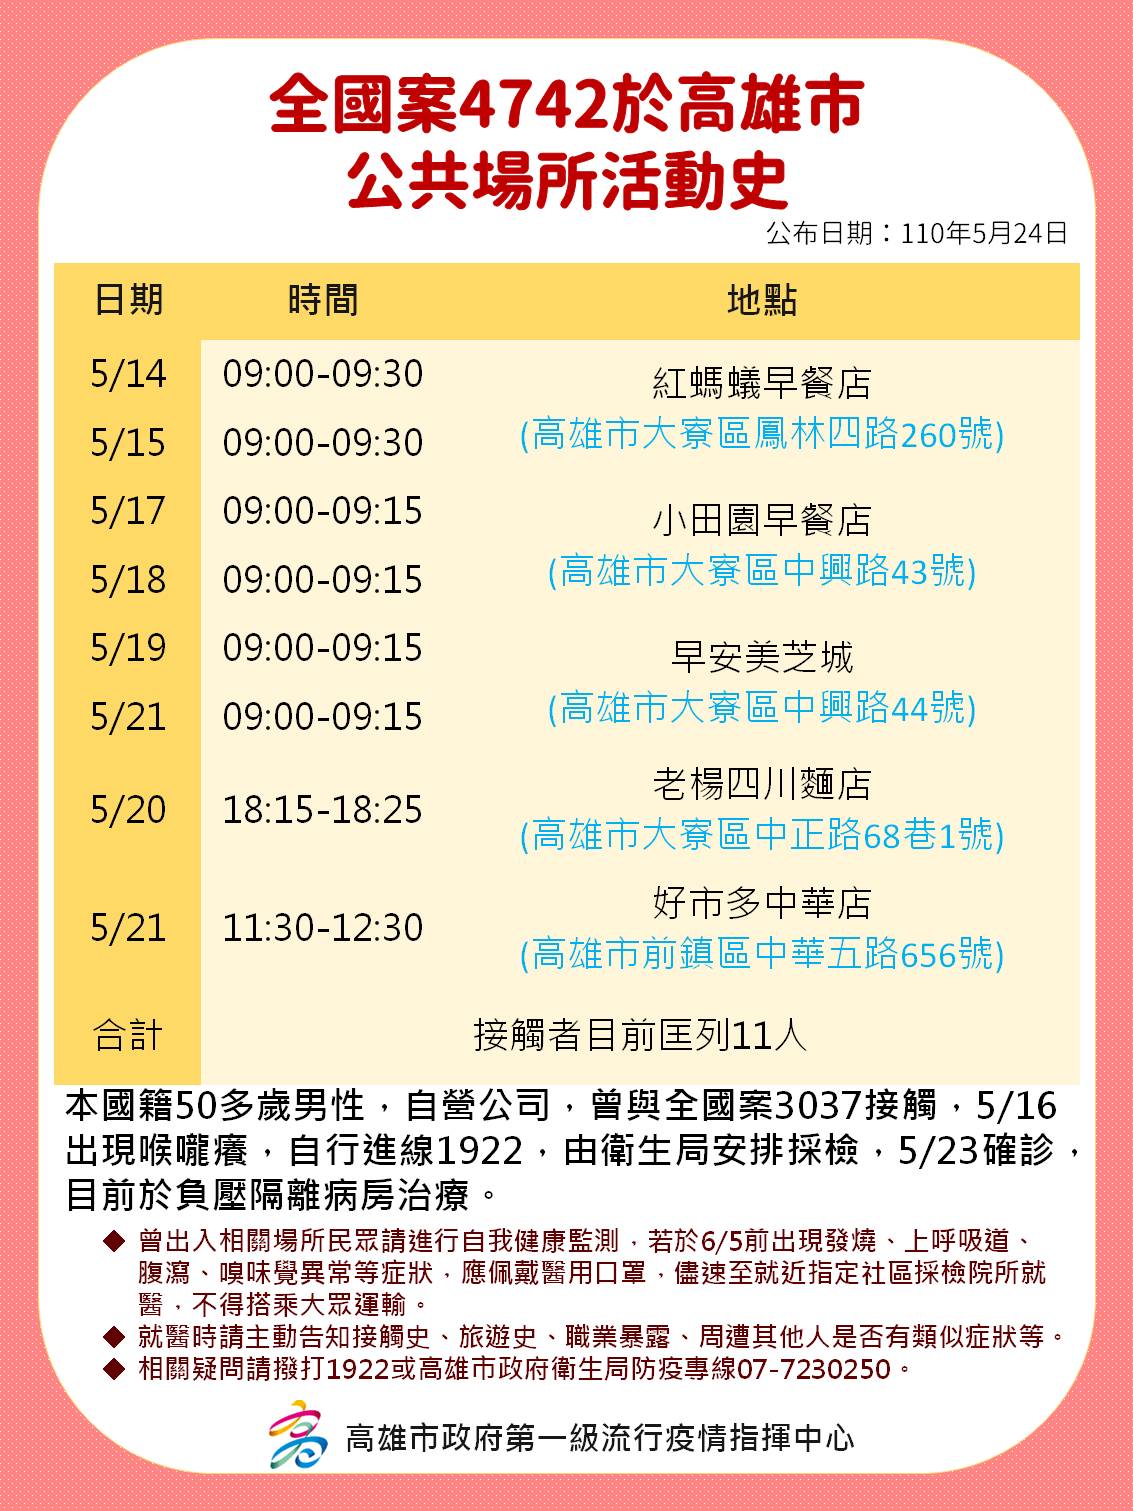 全國案4742於高雄市
公共場所活動史
公布日期：110年5月24日
日期 時間 地點
5/14 09:00-09:30 紅螞蟻早餐店
5/15 09:00-09:30 (高雄市大寮區鳳林四路260號)
5/17 09:00-09:15 小田園早餐店
5/18 09:00-09:15 (高雄市大寮區中興路43號)
5/19 09:00-09:15 早安美芝城
5/21 09:00-09:15 (高雄市大寮區中興路44號)
老楊四川麵店
5/20 18:15-18:25
(高雄市大寮區中正路68巷1號)
好市多中華店
5/21 11:30-12:30
(高雄市前鎮區中華五路656號)
合計 接觸者目前匡列11人
本國籍50多歲男性，自營公司，曾與全國案3037接觸，5/16
出現喉嚨癢，自行進線1922，由衛生局安排採檢，5/23確診，
目前於負壓隔離病房治療。
◆ 曾出入相關場所民眾請進行自我健康監測，若於6/5前出現發燒、上呼吸道、
腹瀉、嗅味覺異常等症狀，應佩戴醫用口罩，儘速至就近指定社區採檢院所就
醫，不得搭乘大眾運輸。
◆ 就醫時請主動告知接觸史、旅遊史、職業暴露、周遭其他人是否有類似症狀等。
◆ 相關疑問請撥打1922或高雄市政府衛生局防疫專線07-7230250。
高雄市政府第一級流行疫情指揮中心